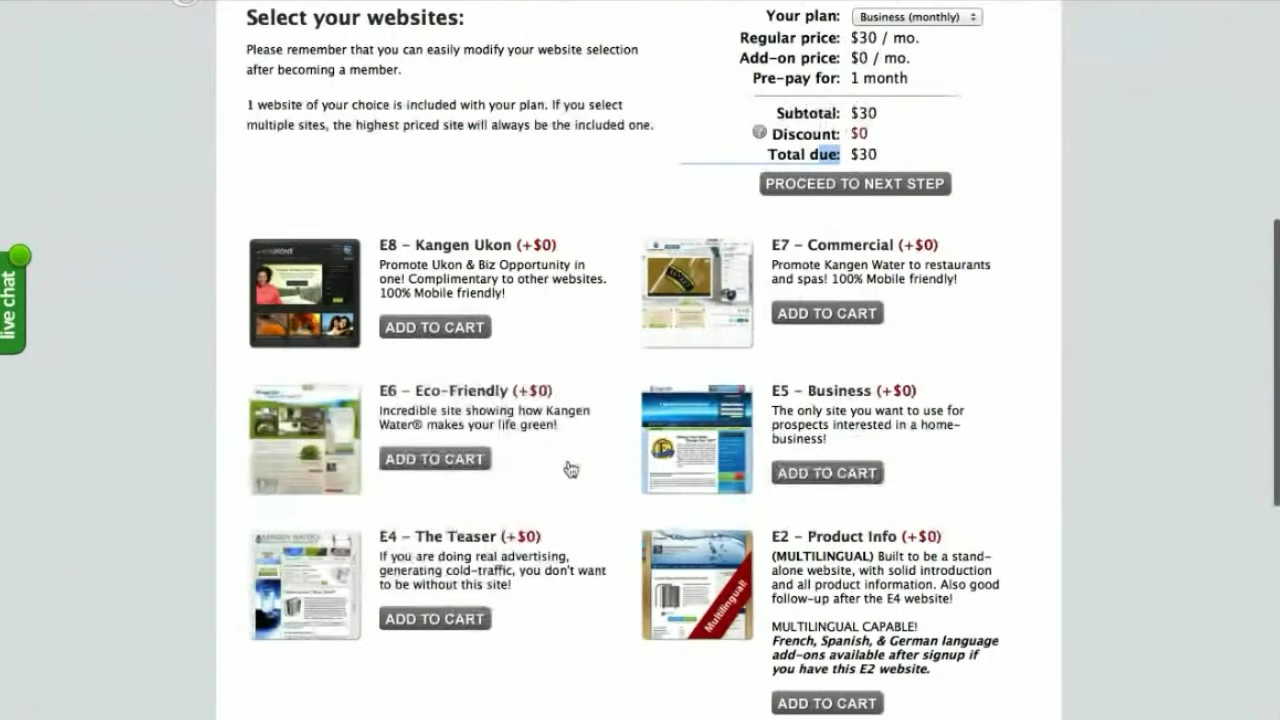 Select your websites:
Please remember that you can easily modify your website selection
after becoming a member.
1 website of your choice is included with your plan. If you select
multiple sites, the highest priced site will always be the included one.
Your plan: Business (monthly)
Regular price: $30 / mo.
Add-on price: $0 / mo.
Pre-pay for: 1 month
Subtotal: $30
Discount: $0
Total due: $30
PROCEED TO NEXT STEP
live chat
E8 - Kangen Ukon (+$0)
Promote Ukon & Biz Opportunity in
one! Complimentary to other websites.
100% Mobile friendly!
ADD TO CART
E7 - Commercial (+$0)
Promote Kangen Water to restaurants
and spas! 100% Mobile friendly!
ADD TO CART
E6 - Eco-Friendly (+$0)
Incredible site showing how Kangen
Water® makes your life green!
ADD TO CART
E5 - Business (+$0)
The only site you want to use for
prospects interested in a home-
business!
ADD TO CART
E4 - The Teaser (+$0)
If you are doing real advertising,
generating cold-traffic, you don't want
to be without this site!
ADD TO CART
Multilingual!
E2 - Product Info (+$0)
(MULTILINGUAL) Built to be a stand-
alone website, with solid introduction
and all product information. Also good
follow-up after the E4 website!
MULTILINGUAL CAPABLE!
French, Spanish, & German language
add-ons available after signup if
you have this E2 website.
ADD TO CART